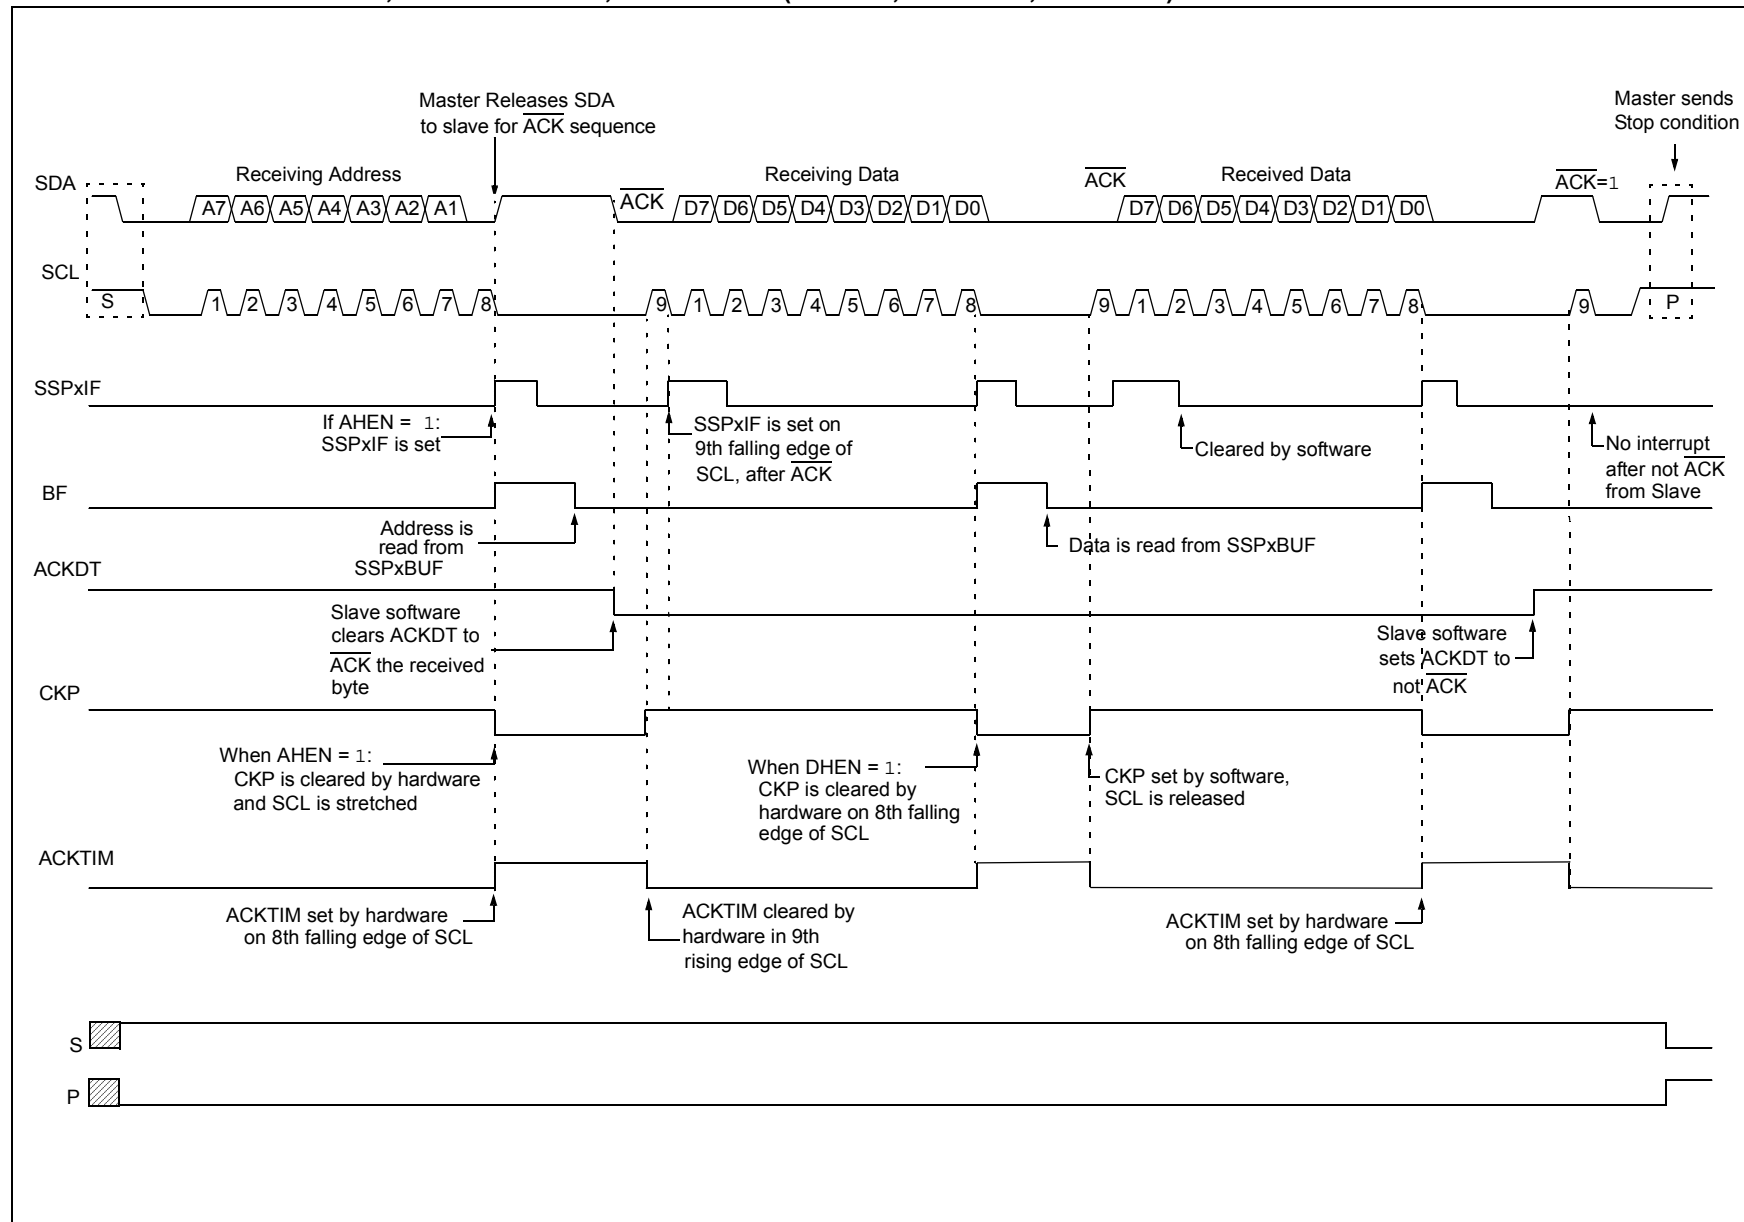 Master Releases SDA
to slave for ACK sequence
Master sends
Stop condition
SDA
Receiving Address
Receiving Data
Received Data
ACK
ACK
ACK=1
A7 A6 A5 A4 A3 A2 A1
D7 D6 D5 D4 D3 D2 D1 D0
D7 D6 D5 D4 D3 D2 D1 D0
SCL
S
1 2 3 4 5 6 7 8
9 1 2 3 4 5 6 7 8
9 1 2 3 4 5 6 7 8
9
P
SSPxIF
If AHEN = 1:
SSPxIF is set
SSPxIF is set on
9th falling edge of
SCL, after ACK
Cleared by software
No interrupt
after not ACK
from Slave
BF
Address is
read from
SSPxBUF
Data is read from SSPxBUF
ACKDT
Slave software
clears ACKDT to
ACK the received
byte
Slave software
sets ACKDT to
not ACK
CKP
When AHEN = 1:
CKP is cleared by hardware
and SCL is stretched
When DHEN = 1:
CKP is cleared by
hardware on 8th falling
edge of SCL
CKP set by software,
SCL is released
ACKTIM
ACKTIM set by hardware
on 8th falling edge of SCL
ACKTIM cleared by
hardware in 9th
rising edge of SCL
ACKTIM set by hardware
on 8th falling edge of SCL
S
P